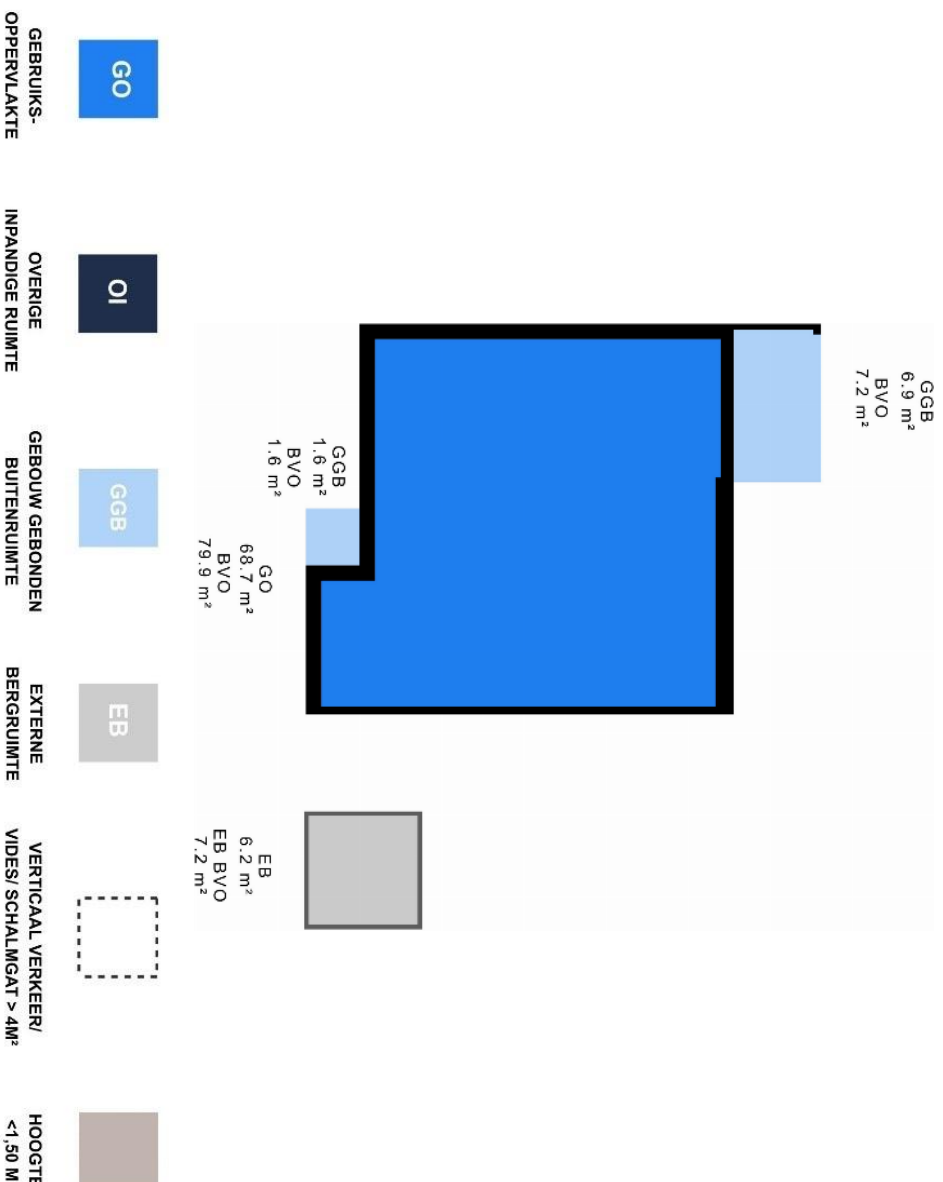 GGB
6.9 m²
BVO
7.2 m²
GGB
1.6 m²
BVO
1.6 m²
GO
68.7 m²
BVO
79.9 m²
EB
6.2 m²
EB BVO
7.2 m²
GO
GEBRUIKS-
OPPERVLAKTE
OI
OVERIGE
INPANDIGE RUIMTE
GGB
GEBOUW GEBONDEN
BUITENRUIMTE
EB
EXTERNE
BERGRUIMTE
VERTICAAL VERKEER/
VIDES/ SCHALMGAT > 4M²
HOOGTE
<1,50 M